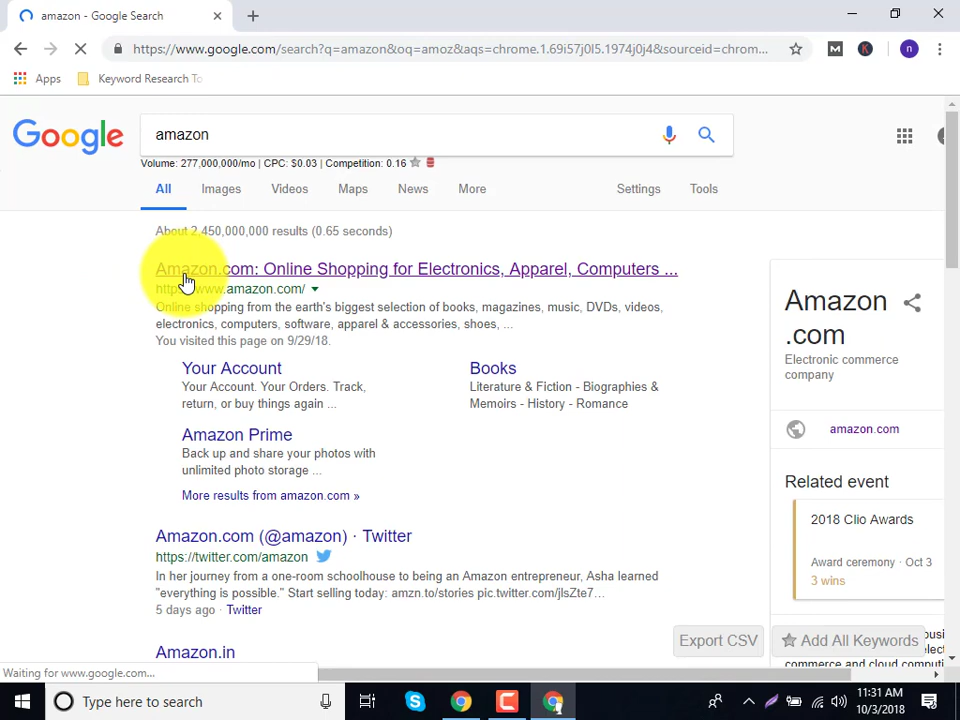 amazon - Google Search
https://www.google.com/search?q=amazon&oq=amoz&aqs=chrome.1.69i57j0l5.1974j0j4&sourceid=chrom...
M
K
n
Apps
Keyword Research To
Google
amazon
Volume: 277,000,000/mo | CPC: $0.03 | Competition: 0.16
All Images Videos Maps News More Settings Tools
About 2,450,000,000 results (0.65 seconds)
Amazon.com: Online Shopping for Electronics, Apparel, Computers ...
https://www.amazon.com/
Online shopping from the earth's biggest selection of books, magazines, music, DVDs, videos,
electronics, computers, software, apparel & accessories, shoes, ...
You visited this page on 9/29/18.
Your Account
Your Account. Your Orders. Track,
return, or buy things again ...
Books
Literature & Fiction - Biographies &
Memoirs - History - Romance
Amazon Prime
Back up and share your photos with
unlimited photo storage ...
More results from amazon.com »
Amazon.com (@amazon) · Twitter
https://twitter.com/amazon
In her journey from a one-room schoolhouse to being an Amazon entrepreneur, Asha learned
"everything is possible." Start selling today: amzn.to/stories pic.twitter.com/jlsZte7…
5 days ago · Twitter
Amazon.in
Amazon
.com
Electronic commerce
company
amazon.com
Related event
2018 Clio Awards
Award ceremony · Oct 3
3 wins
Export CSV
Add All Keywords
commerce and cloud computi
Waiting for www.google.com...
Type here to search
11:31 AM
10/3/2018